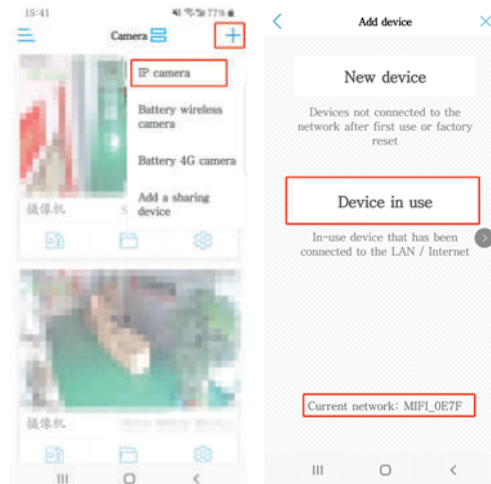 15:41
77%
Camera
IP camera
Battery wireless
camera
Battery 4G camera
Add a sharing
device
摄像机
S
摄像机
Add device
New device
Devices not connected to the
network after first use or factory
reset
Device in use
In-use device that has been
connected to the LAN / Internet
Current network: MIFI_0E7F